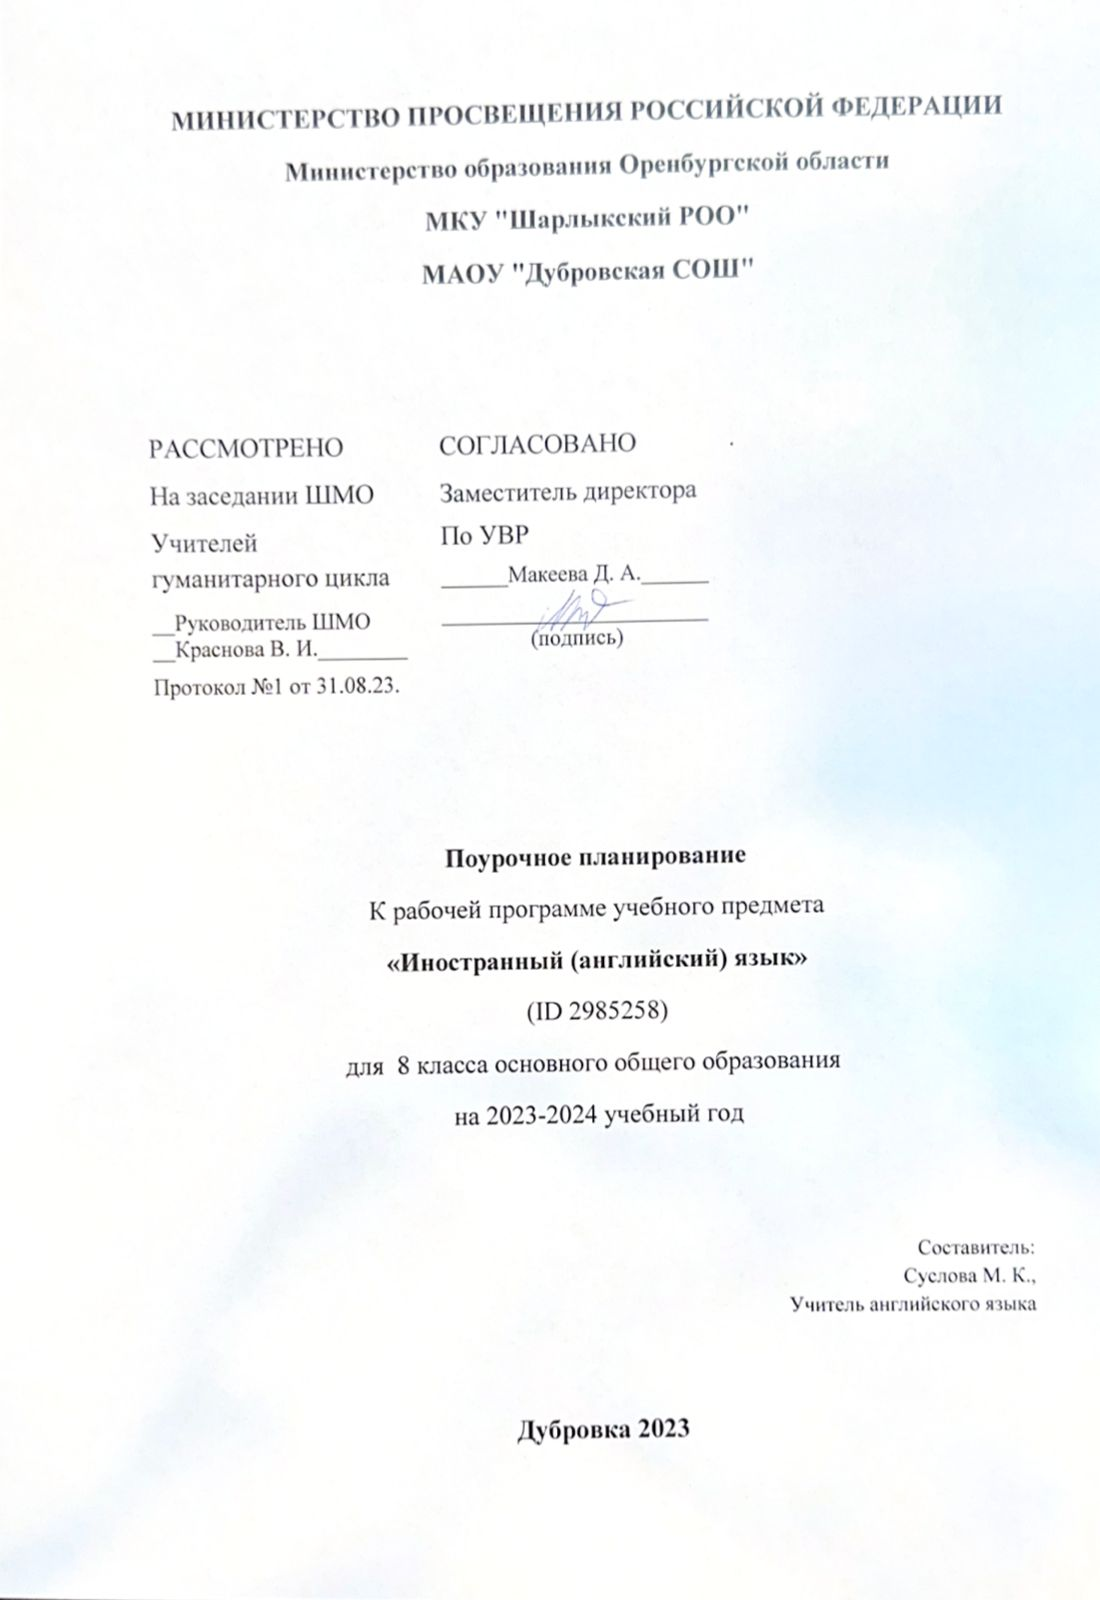 МИНИСТЕРСТВО ПРОСВЕЩЕНИЯ РОССИЙСКОЙ ФЕДЕРАЦИИ
Министерство образования Оренбургской области
МКУ "Шарлыкский РОО"
МАОУ "Дубровская СОШ"
РАССМОТРЕНО
На заседании ШМО
Учителей
гуманитарного цикла
__Руководитель ШМО
__Краснова В. И.________
Протокол №1 от 31.08.23.
СОГЛАСОВАНО
Заместитель директора
По УВР
______Макеева Д. А.______
________________________
(подпись)
Поурочное планирование
К рабочей программе учебного предмета
«Иностранный (английский) язык»
(ID 2985258)
для 8 класса основного общего образования
на 2023-2024 учебный год
Составитель:
Суслова М. К.,
Учитель английского языка
Дубровка 2023